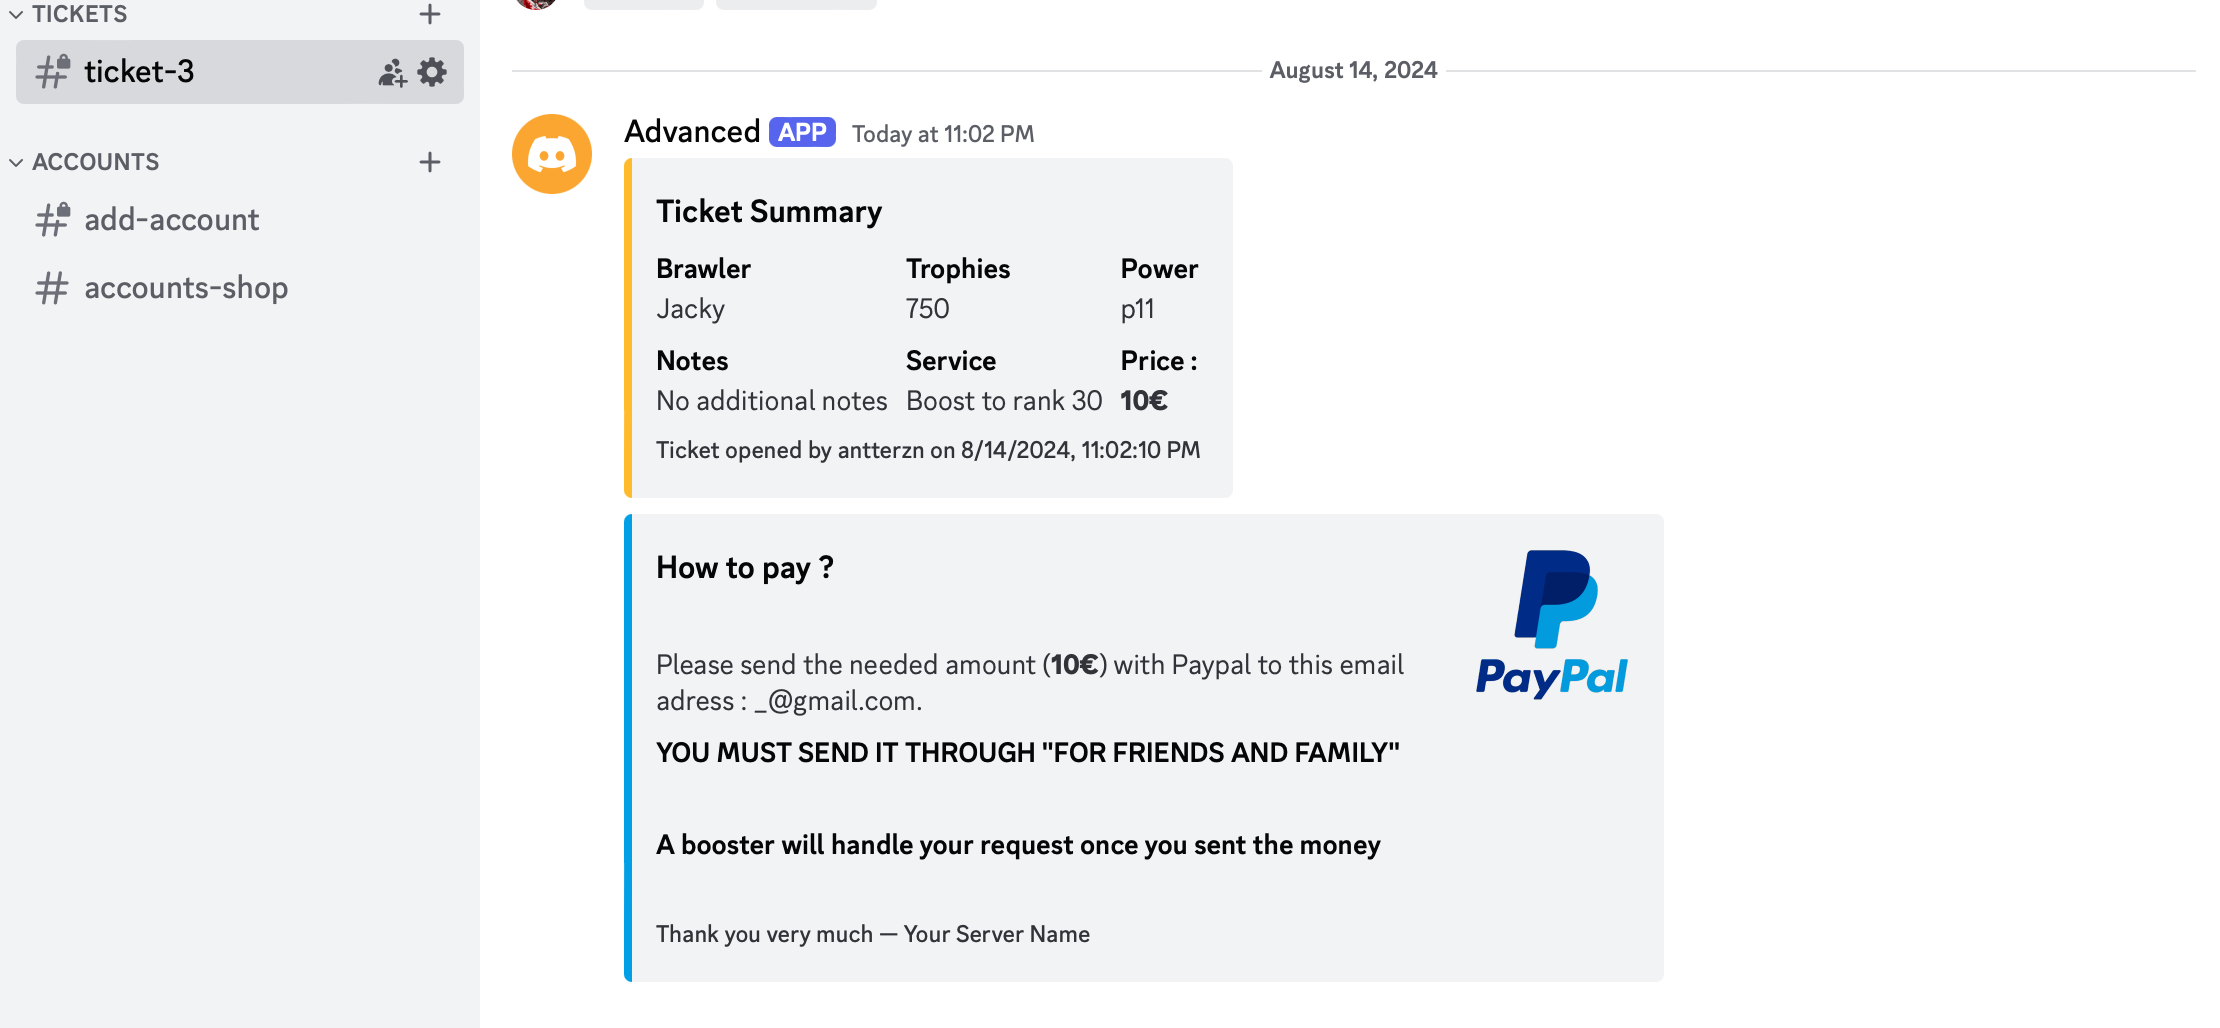 TICKETS
ticket-3
ACCOUNTS
add-account
accounts-shop
August 14, 2024
Advanced APP Today at 11:02 PM
Ticket Summary
Brawler Trophies Power
Jacky 750 p11
Notes Service Price :
No additional notes Boost to rank 30 10€
Ticket opened by antterzn on 8/14/2024, 11:02:10 PM
How to pay ?
Please send the needed amount (10€) with Paypal to this email
adress : _@gmail.com.
YOU MUST SEND IT THROUGH "FOR FRIENDS AND FAMILY"
A booster will handle your request once you sent the money
Thank you very much — Your Server Name
PayPal